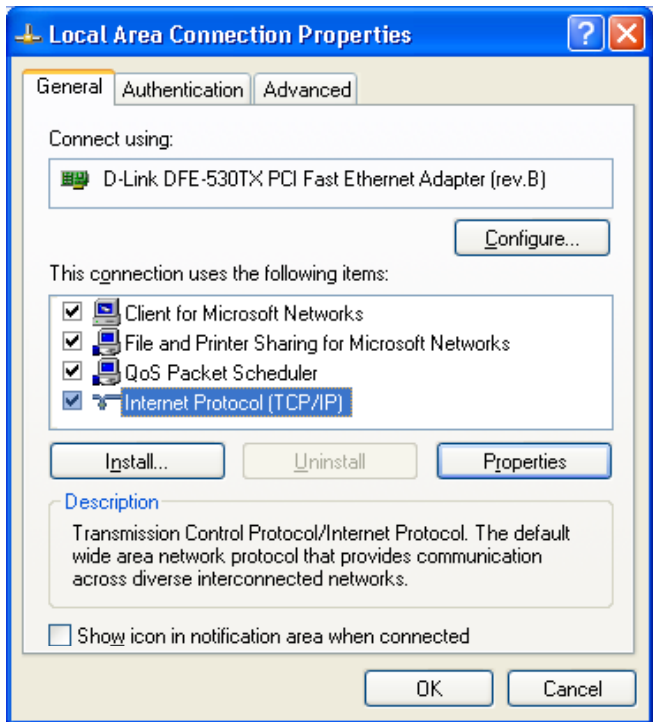 Local Area Connection Properties
General Authentication Advanced
Connect using:
D-Link DFE-530TX PCI Fast Ethernet Adapter (rev.B)
Configure...
This connection uses the following items:
Client for Microsoft Networks
File and Printer Sharing for Microsoft Networks
QoS Packet Scheduler
Internet Protocol (TCP/IP)
Install... Uninstall Properties
Description
Transmission Control Protocol/Internet Protocol. The default
wide area network protocol that provides communication
across diverse interconnected networks.
Show icon in notification area when connected
OK Cancel